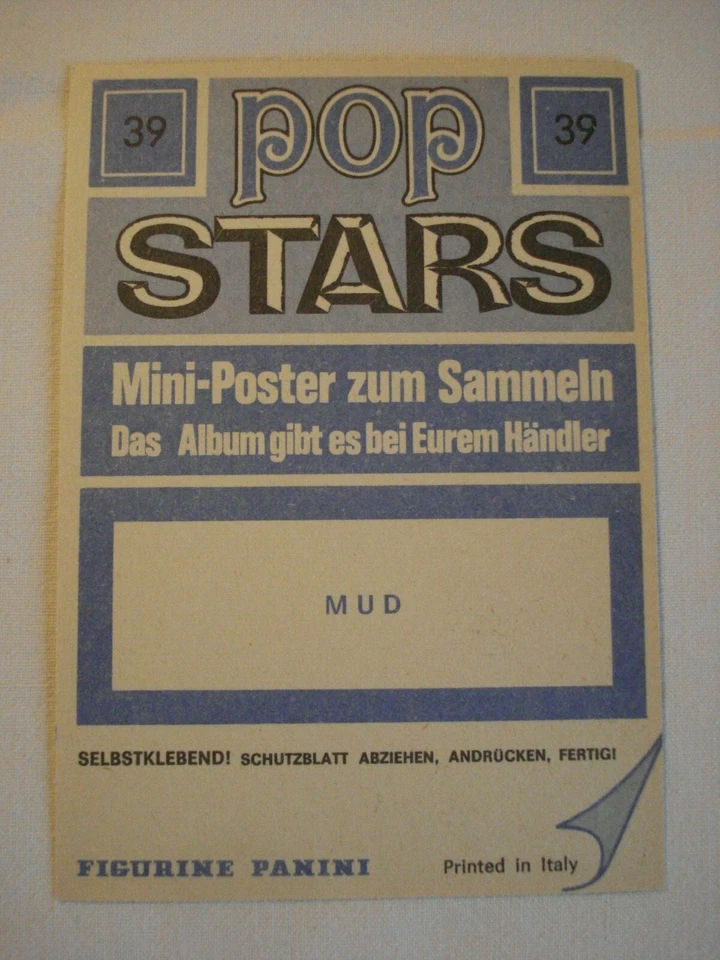 39 pop 39
STARS
Mini-Poster zum Sammeln
Das Album gibt es bei Eurem Händler
MUD
SELBSTKLEBEND! SCHUTZBLATT ABZIEHEN, ANDRÜCKEN, FERTIG!
FIGURINE PANINI Printed in Italy